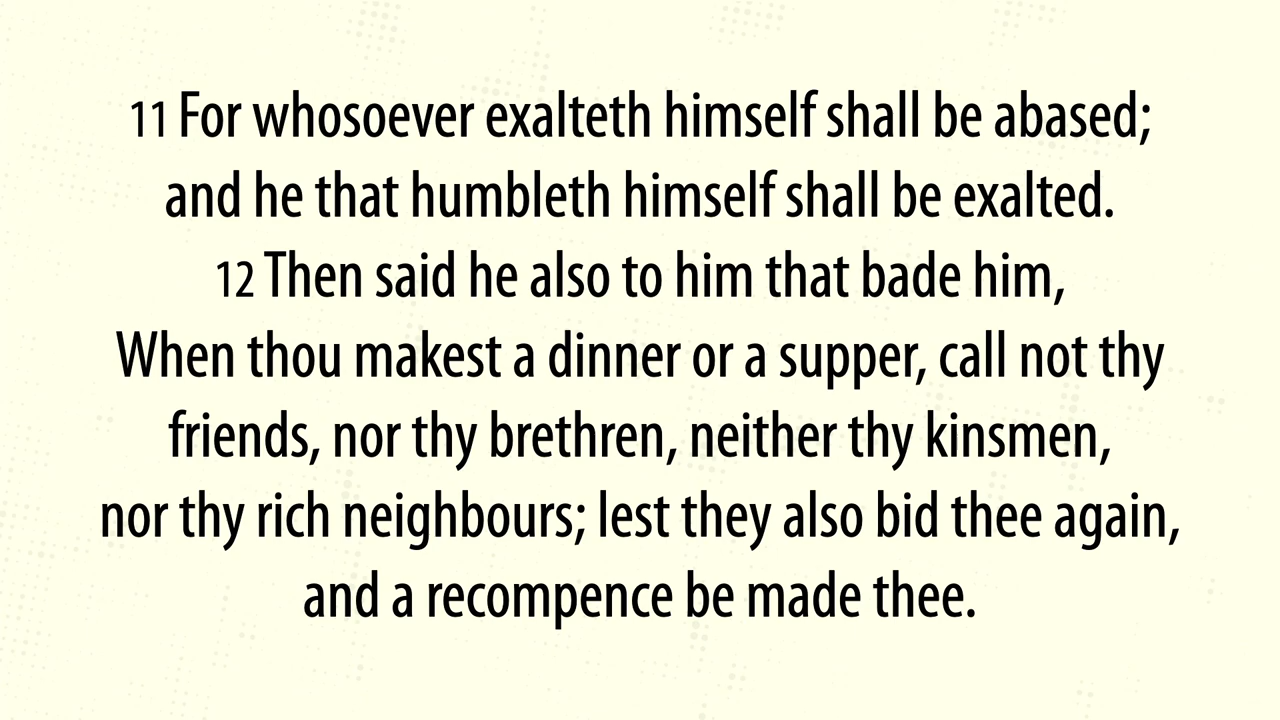 11 For whosoever exalteth himself shall be abased;
and he that humbleth himself shall be exalted.
12 Then said he also to him that bade him,
When thou makest a dinner or a supper, call not thy
friends, nor thy brethren, neither thy kinsmen,
nor thy rich neighbours; lest they also bid thee again,
and a recompence be made thee.